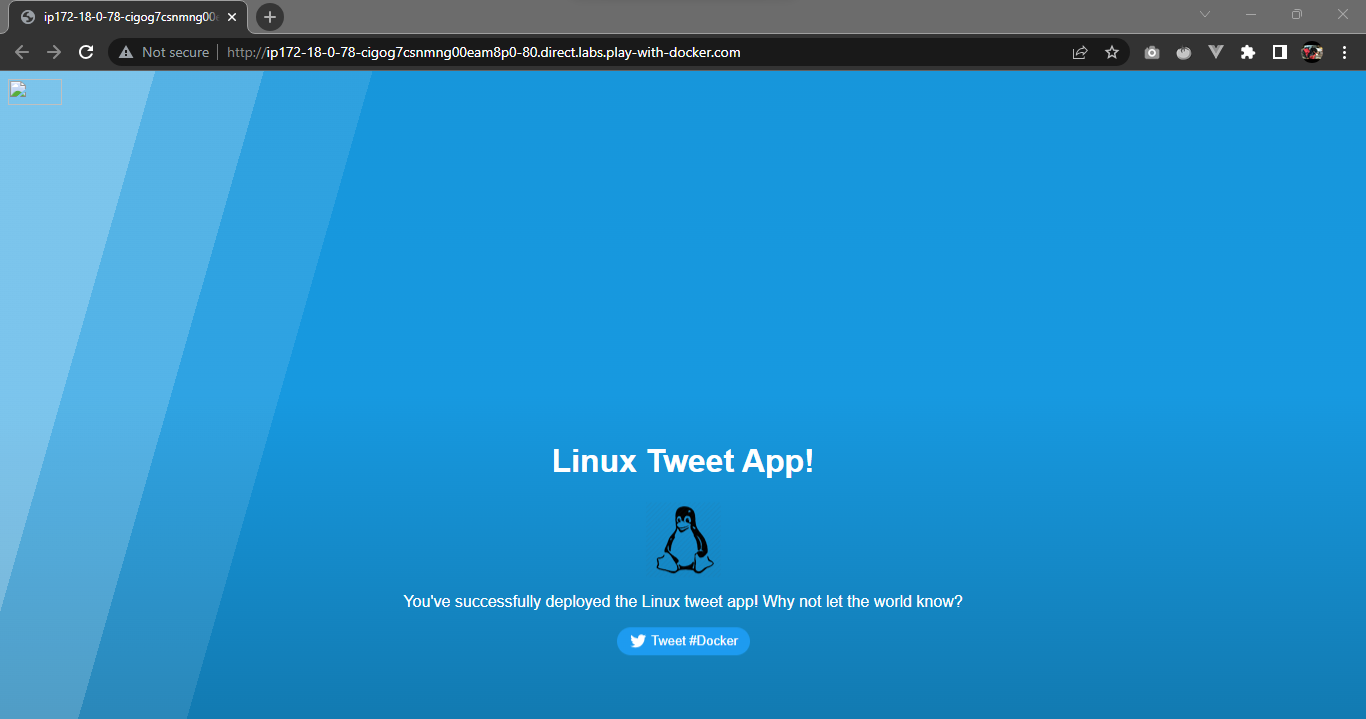 ip172-18-0-78-cigog7csnmng00
Not secure
http://ip172-18-0-78-cigog7csnmng00eam8p0-80.direct.labs.play-with-docker.com
Linux Tweet App!
You've successfully deployed the Linux tweet app! Why not let the world know?
Tweet #Docker